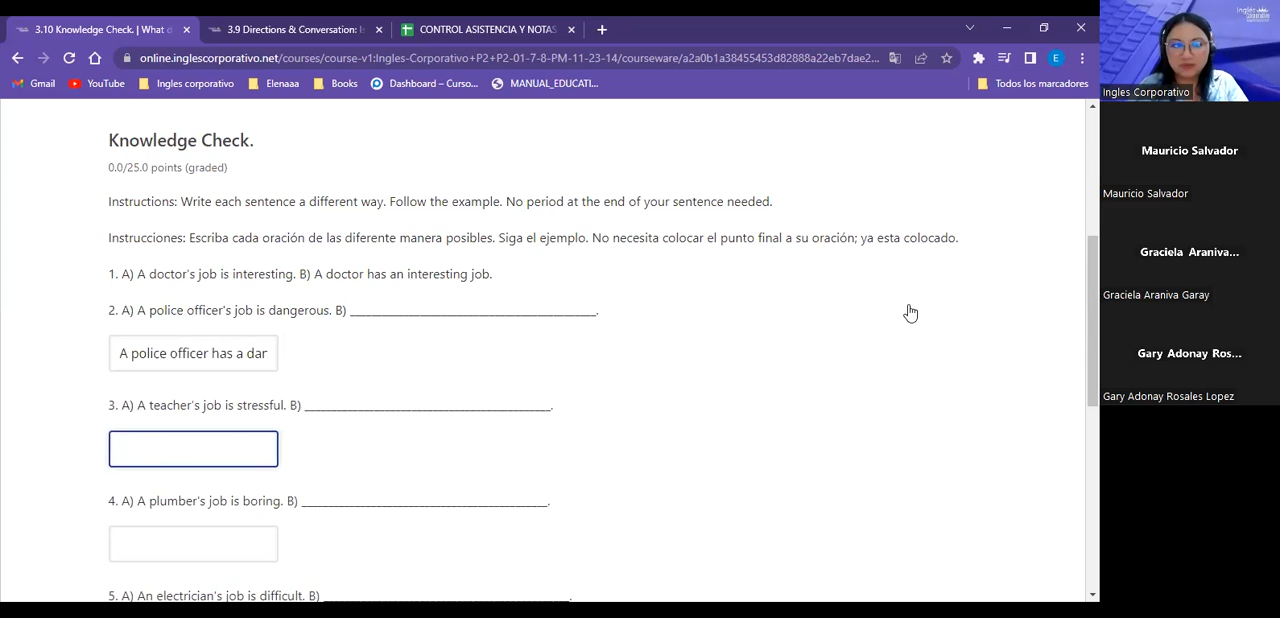 3.10 Knowledge Check. | What d
3.9 Directions & Conversation: I
CONTROL ASISTENCIA Y NOTAS
online.inglescorporativo.net/courses/course-v1:Ingles-Corporativo+P2+P2-01-7-8-PM-11-23-14/courseware/a2a0b1a38455453d82888a22eb7dae2...
E
Gmail
YouTube
Ingles corporativo
Elenaaa
Books
Dashboard – Curso...
MANUAL_EDUCATI...
Todos los marcadores
Knowledge Check.
0.0/25.0 points (graded)
Instructions: Write each sentence a different way. Follow the example. No period at the end of your sentence needed.
Instrucciones: Escriba cada oración de las diferente manera posibles. Siga el ejemplo. No necesita colocar el punto final a su oración; ya esta colocado.
1. A) A doctor's job is interesting. B) A doctor has an interesting job.
2. A) A police officer's job is dangerous. B) ________________________________________.
A police officer has a dar
3. A) A teacher's job is stressful. B) ________________________________________.
4. A) A plumber's job is boring. B) ________________________________________.
5. A) An electrician's job is difficult. B) ________________________________________.
Ingles Corporativo
Mauricio Salvador
Mauricio Salvador
Graciela Araniva...
Graciela Araniva Garay
Gary Adonay Ros...
Gary Adonay Rosales Lopez